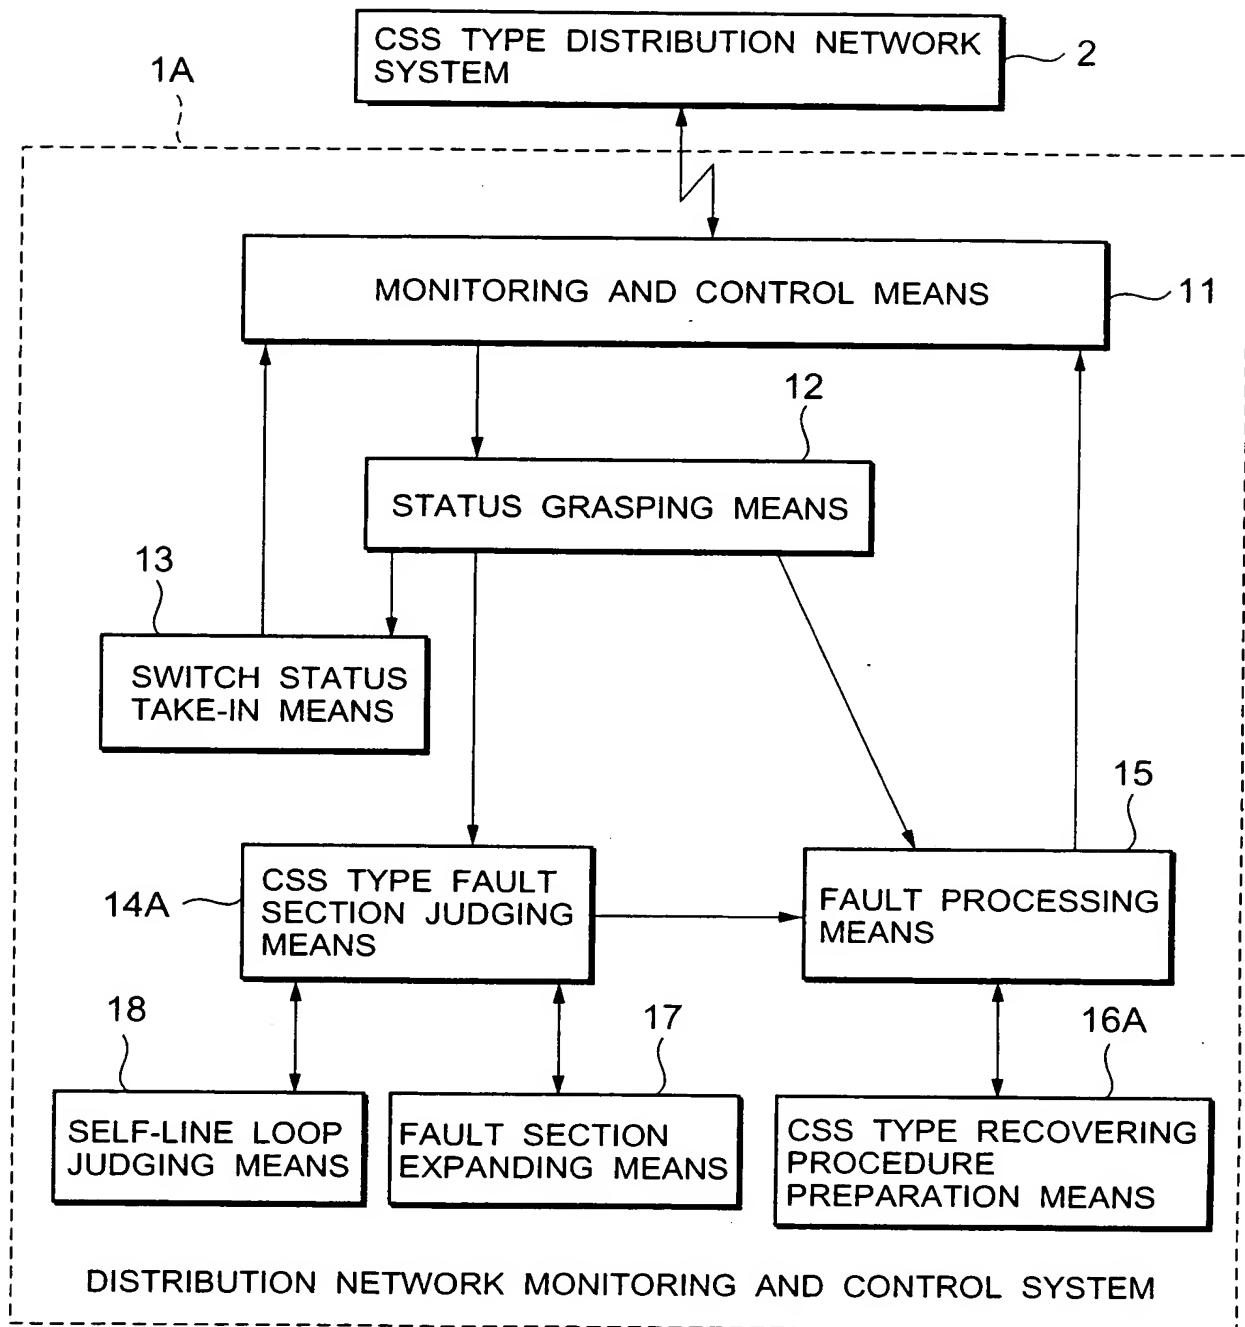 CSS TYPE DISTRIBUTION NETWORK
SYSTEM
2
1A
MONITORING AND CONTROL MEANS
11
12
STATUS GRASPING MEANS
13
SWITCH STATUS
TAKE-IN MEANS
15
14A
CSS TYPE FAULT
SECTION JUDGING
MEANS
FAULT PROCESSING
MEANS
18
17
16A
SELF-LINE LOOP
JUDGING MEANS
FAULT SECTION
EXPANDING MEANS
CSS TYPE RECOVERING
PROCEDURE
PREPARATION MEANS
DISTRIBUTION NETWORK MONITORING AND CONTROL SYSTEM